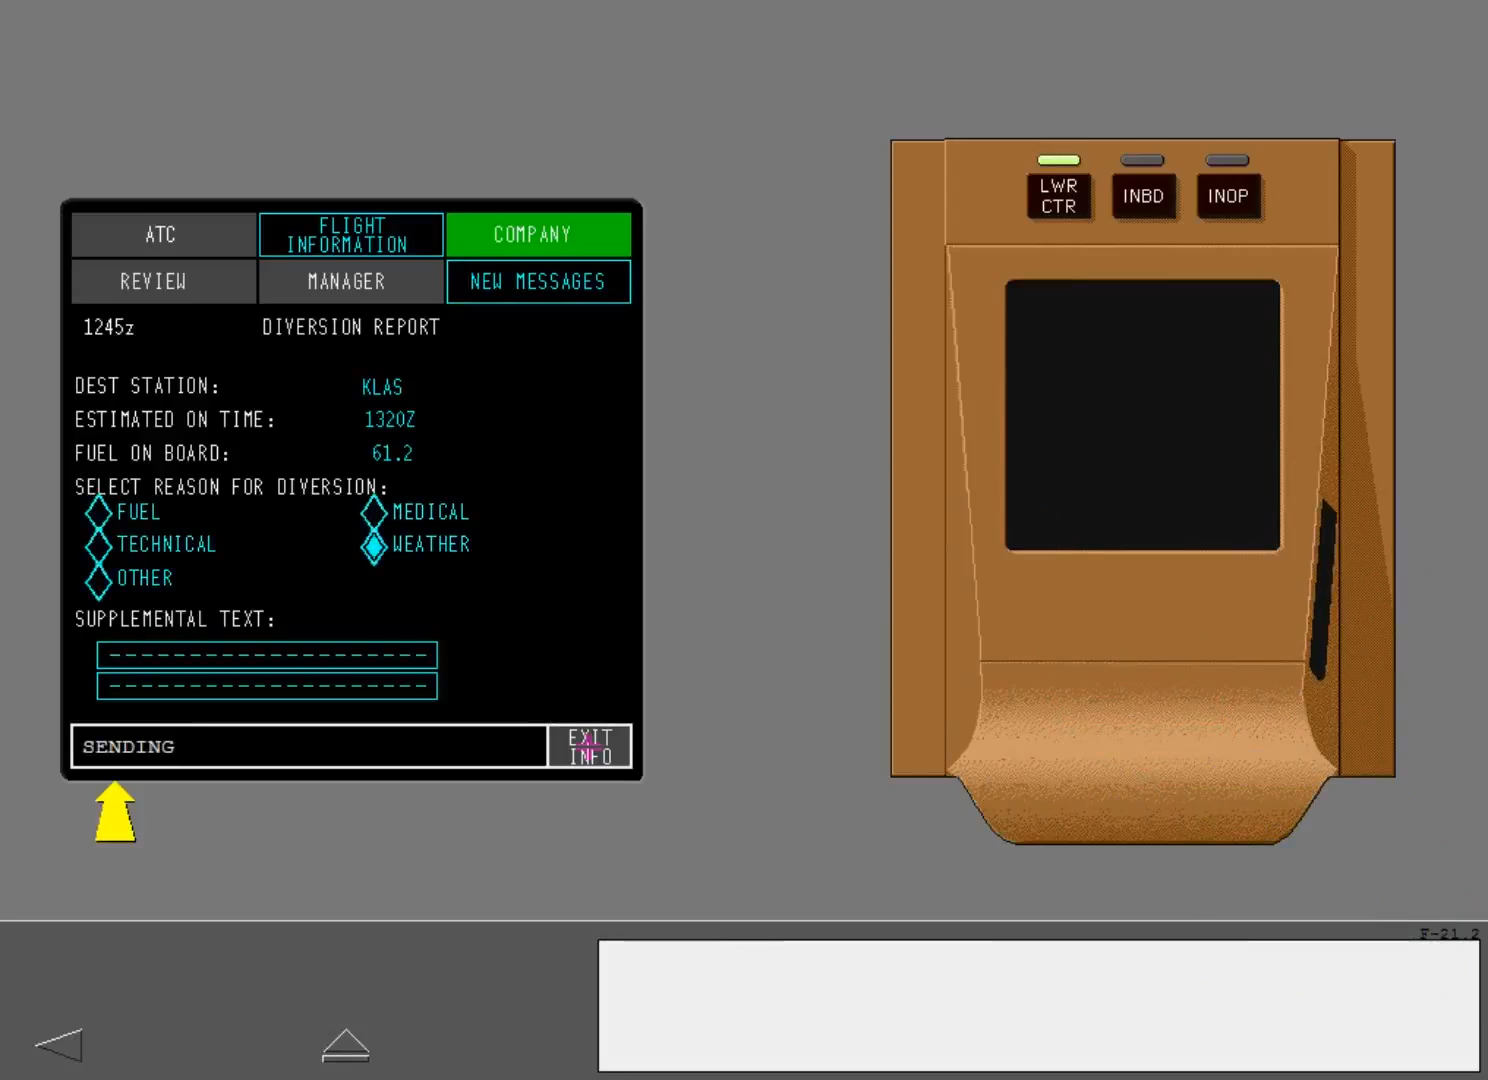 LWR
CTR
INBD
INOP
ATC
FLIGHT
INFORMATION
COMPANY
REVIEW
MANAGER
NEW MESSAGES
1245z
DIVERSION REPORT
DEST STATION:
KLAS
ESTIMATED ON TIME:
1320Z
FUEL ON BOARD:
61.2
SELECT REASON FOR DIVERSION:
FUEL
MEDICAL
TECHNICAL
WEATHER
OTHER
SUPPLEMENTAL TEXT:
SENDING
EXIT
INFO
F-21.2